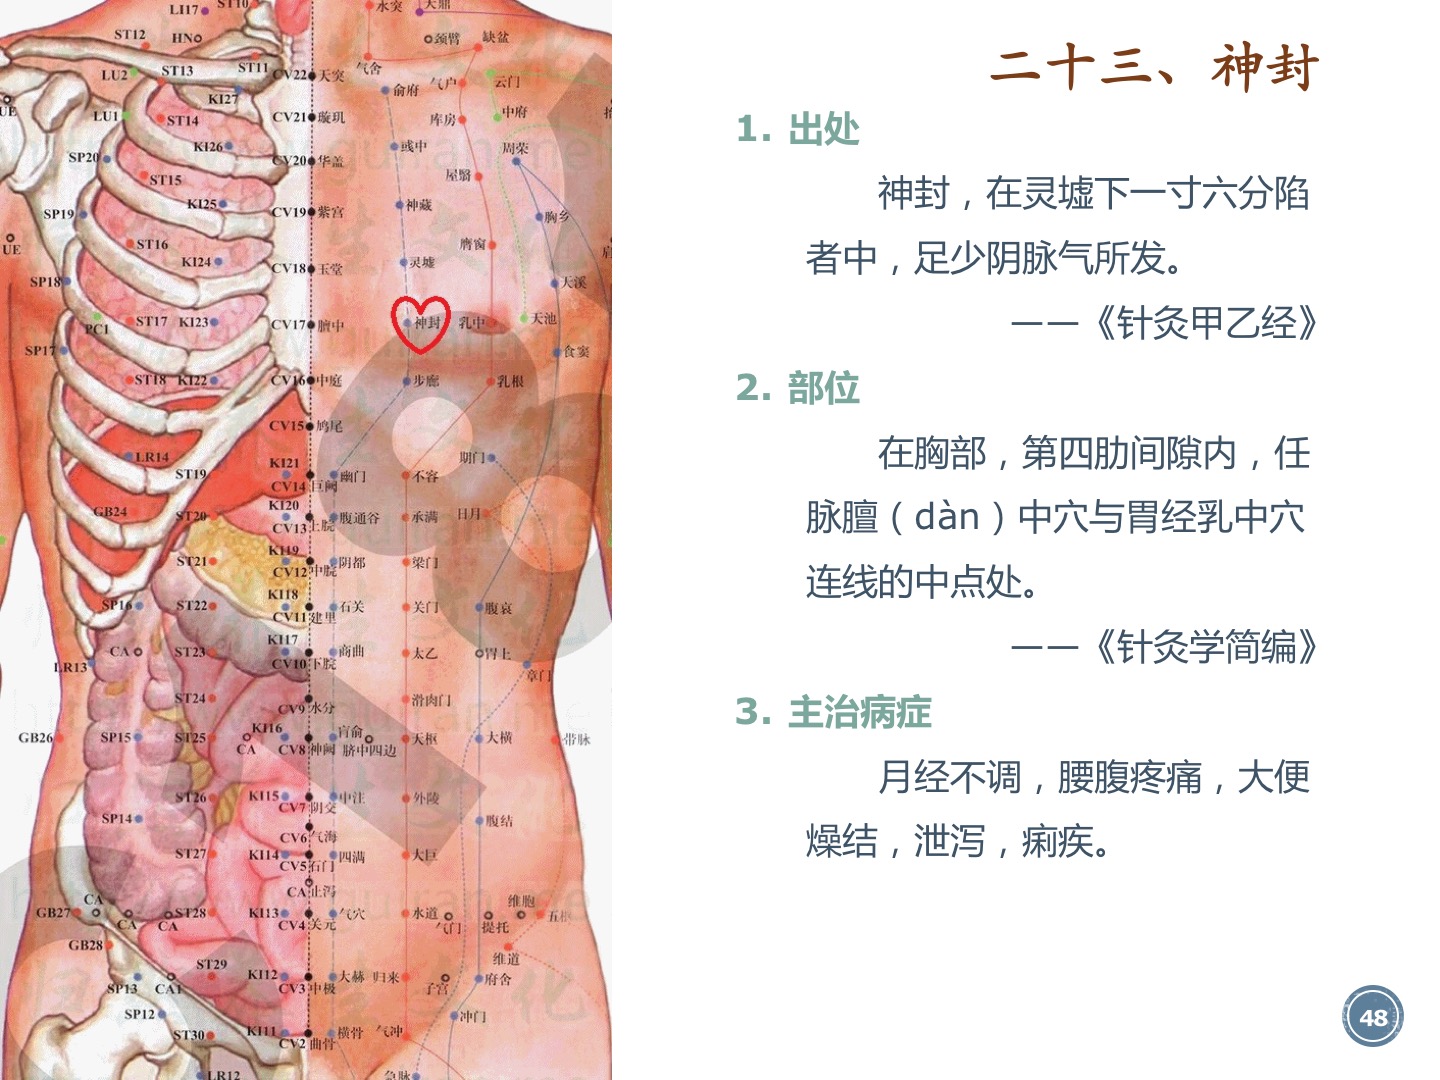 二十三、神封
1. 出处
神封，在灵墟下一寸六分陷
者中，足少阴脉气所发。
——《针灸甲乙经》
2. 部位
在胸部，第四肋间隙内，任
脉膻（dàn）中穴与胃经乳中穴
连线的中点处。
——《针灸学简编》
3. 主治病症
月经不调，腰腹疼痛，大便
燥结，泄泻，痢疾。
48
LI17 ST10 水突 大鼎
ST12 HN 颈臂 缺盆
LU2 ST13 ST11 CV22 天突 气舍 气户 云门
KI27 俞府
UE LU1 ST14 CV21 璇玑 库房 中府
SP20 KI26 CV20 华盖 彧中 周荣
ST15 屋翳
SP19 KI25 CV19 紫宫 神藏 胸乡
UE ST16 KI24 CV18 玉堂 灵墟 膺窗
SP18 天溪
PC1 ST17 KI23 CV17 膻中 神封 乳中 天池
SP17 食窦
ST18 KI22 CV16 中庭 步廊 乳根
CV15 鸠尾
LR14 KI21 期门
ST19 CV14 巨阙 幽门 不容
GB24 KI20
ST20 CV13 上脘 腹通谷 承满 日月
KI19
ST21 CV12 中脘 阴都 梁门
KI18
SP16 ST22 CV11 建里 石关 关门 腹哀
KI17
CA ST23 CV10 下脘 商曲 太乙 胃上
LR13 章门
ST24 CV9 水分 滑肉门
KI16 肓俞
GB26 SP15 ST25 CA CV8 神阙 脐中四边 天枢 大横 带脉
ST26 KI15 CV7 阴交 中注 外陵
SP14 CV6 气海 腹结
ST27 KI14 CV5 石门 四满 大巨
CA 止泻
CA 维胞
GB27 CA CA ST28 KI13 CV4 关元 气穴 水道 气门 提托 五枢
GB28 维道
ST29
SP13 CA1 KI12 CV3 中极 大赫 归来 子宫 府舍
SP12 冲门
ST30 KI11 CV2 曲骨 横骨 气冲
LR12 急脉